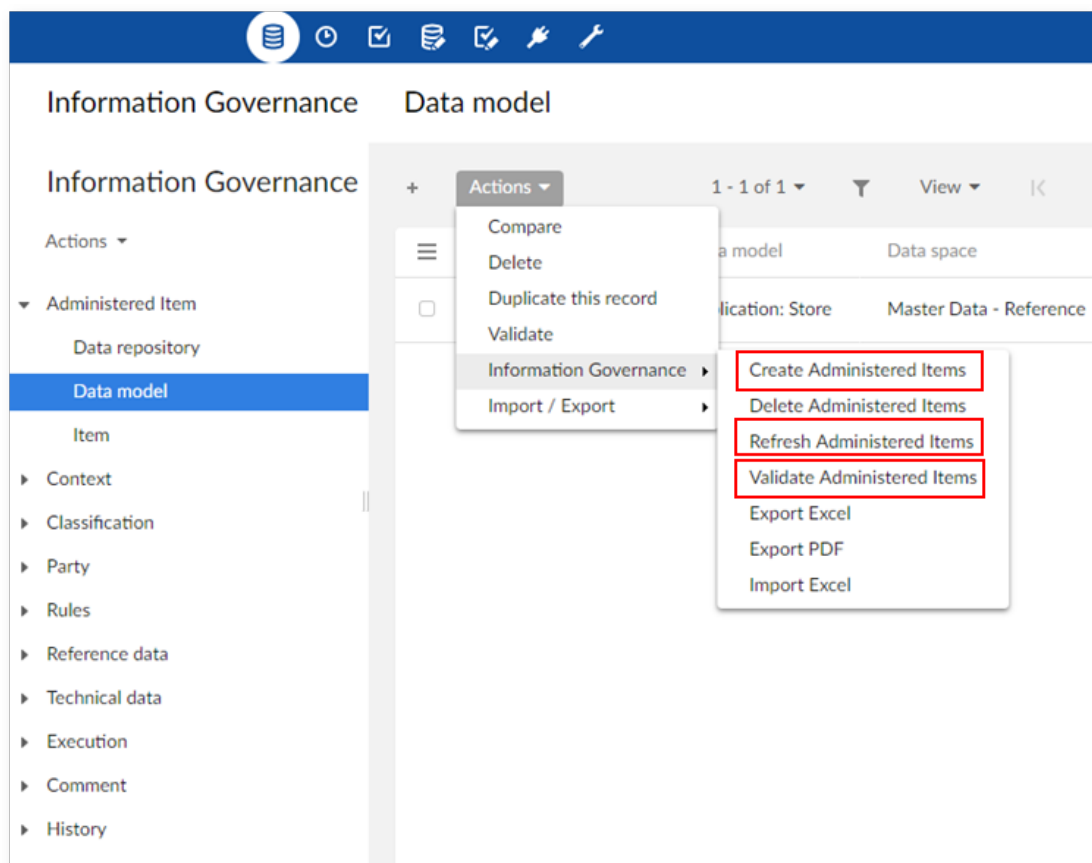 Information Governance
Data model
Information Governance
Actions
Administered Item
Data repository
Data model
Item
Context
Classification
Party
Rules
Reference data
Technical data
Execution
Comment
History
Actions
1 - 1 of 1
View
a model
Data space
lication: Store
Master Data - Reference
Compare
Delete
Duplicate this record
Validate
Information Governance
Import / Export
Create Administered Items
Delete Administered Items
Refresh Administered Items
Validate Administered Items
Export Excel
Export PDF
Import Excel